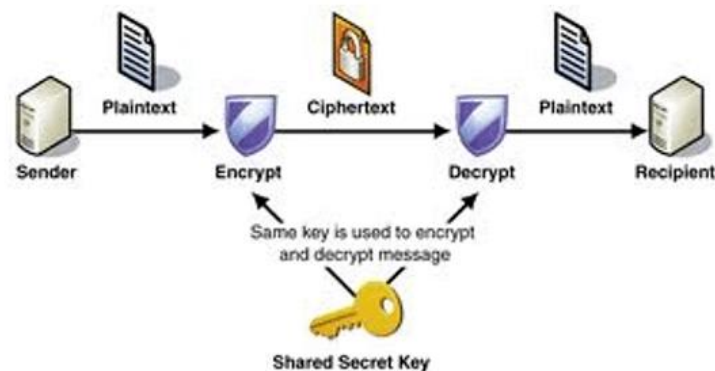 Plaintext
Ciphertext
Plaintext
Sender
Encrypt
Decrypt
Recipient
Same key is used to encrypt
and decrypt message
Shared Secret Key